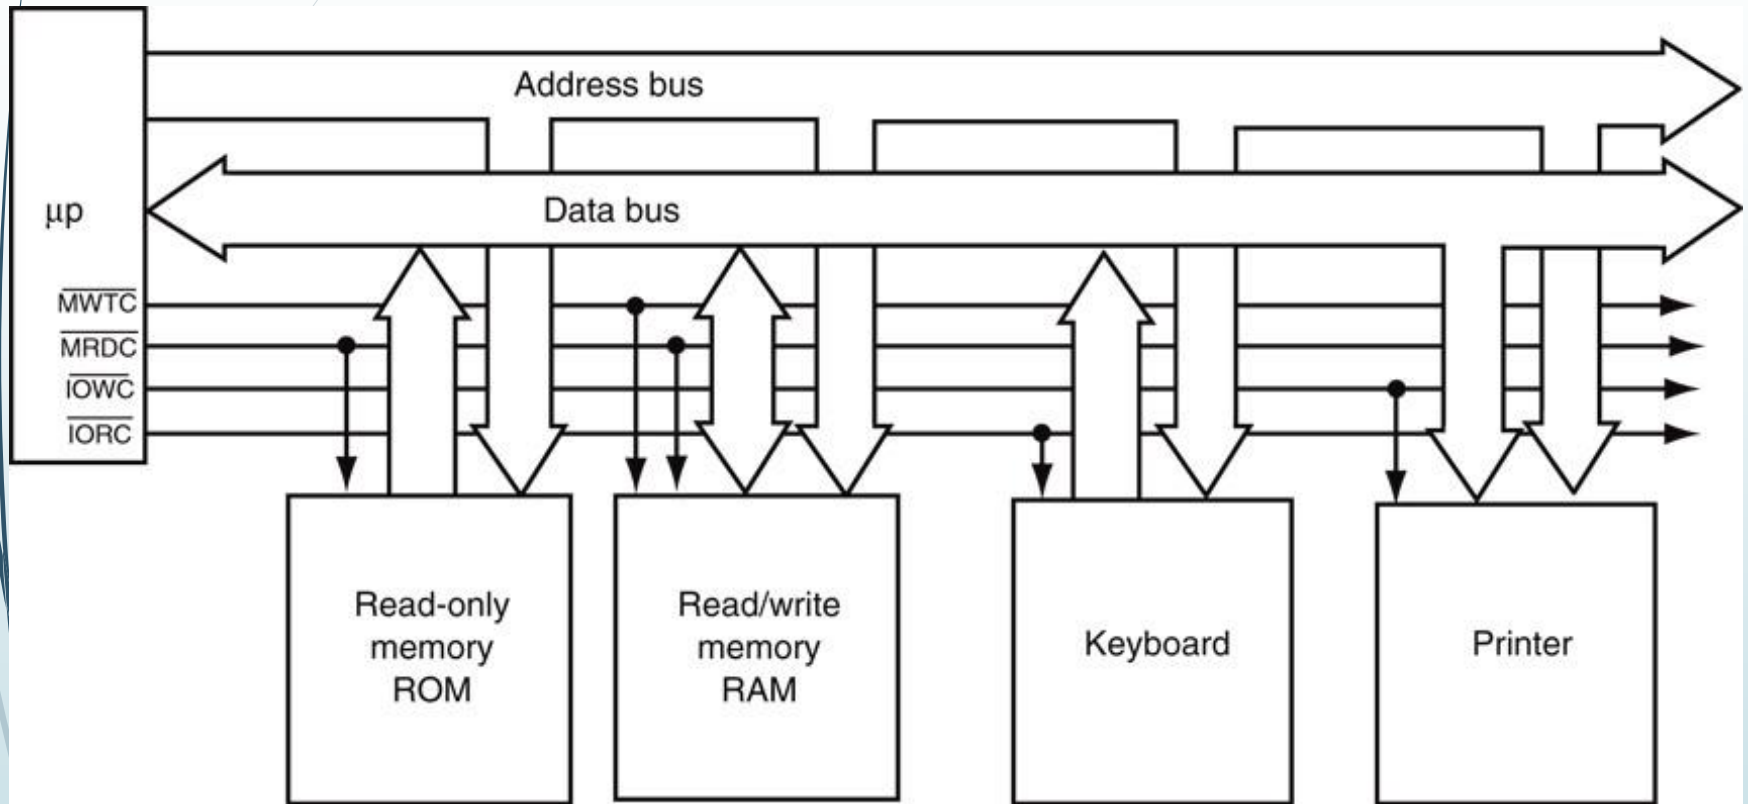 Address bus
μp
Data bus
MWTC
MRDC
IOWC
IORC
Read-only
memory
ROM
Read/write
memory
RAM
Keyboard
Printer